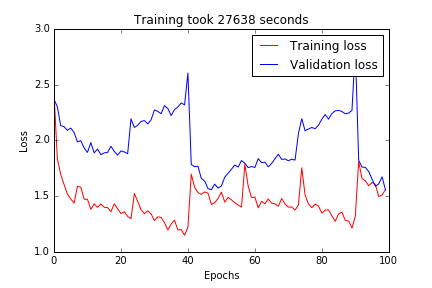 Training took 27638 seconds
3.0
Training loss
Validation loss
2.5
2.0
Loss
1.5
1.0
0
20
40
60
80
100
Epochs